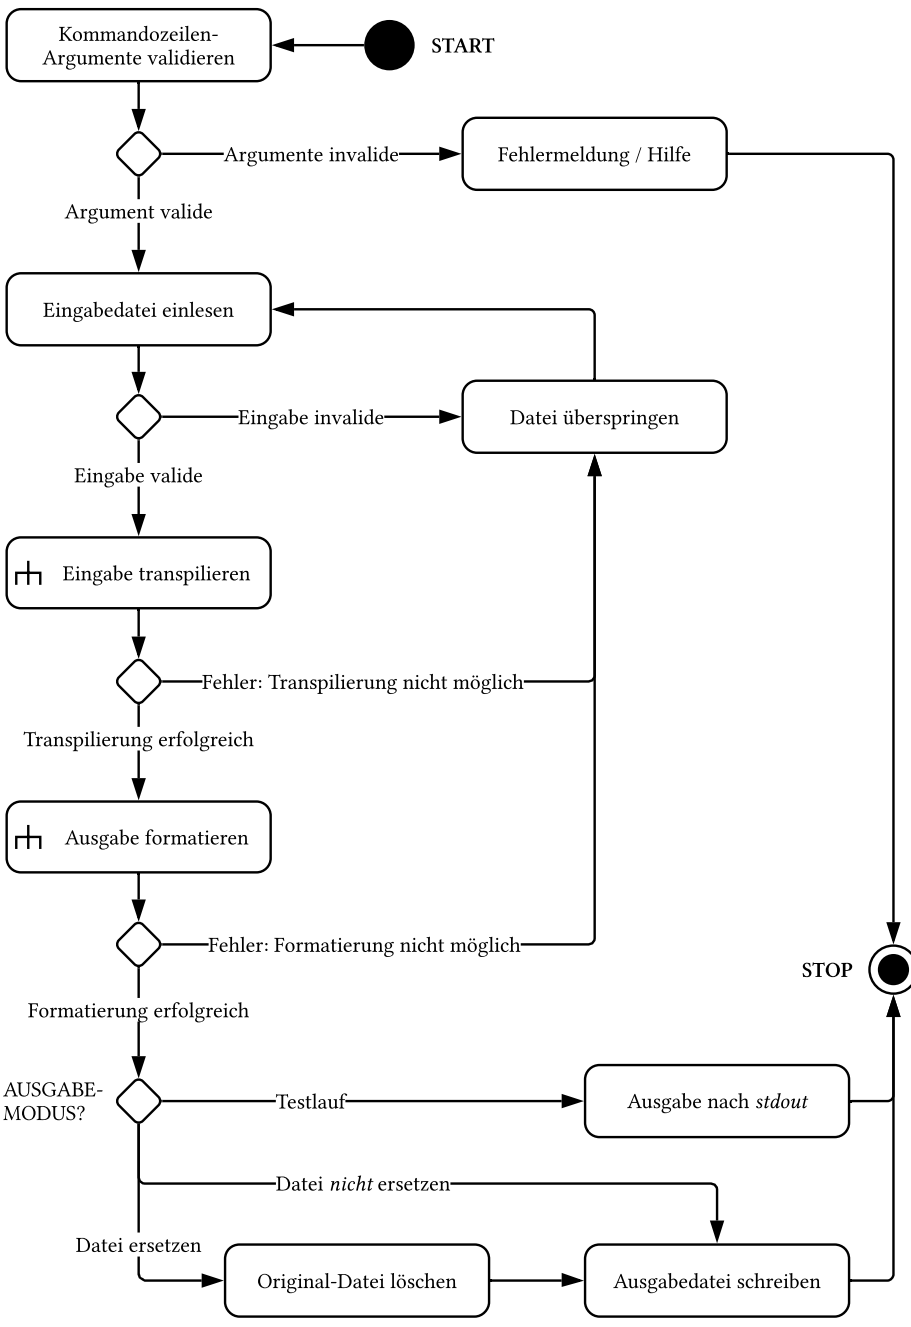 Kommandozeilen-
Argumente validieren
START
Argumente invalide
Fehlermeldung / Hilfe
Argument valide
Eingabedatei einlesen
Eingabe invalide
Datei überspringen
Eingabe valide
Eingabe transpilieren
Fehler: Transpilierung nicht möglich
Transpilierung erfolgreich
Ausgabe formatieren
Fehler: Formatierung nicht möglich
STOP
Formatierung erfolgreich
AUSGABE-
MODUS?
Testlauf
Ausgabe nach stdout
Datei nicht ersetzen
Datei ersetzen
Original-Datei löschen
Ausgabedatei schreiben